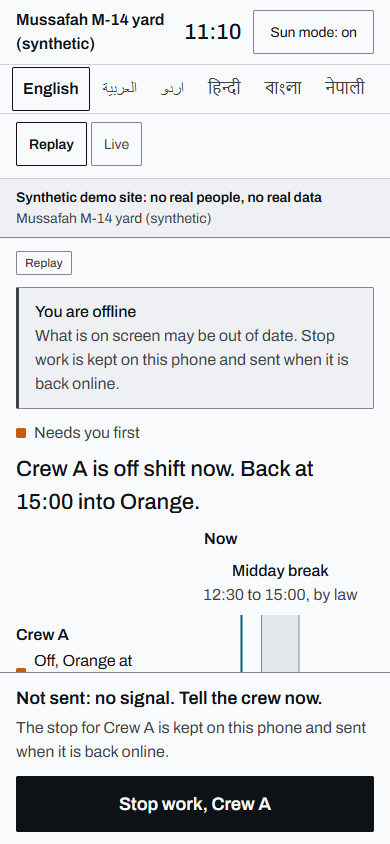 Mussafah M-14 yard
(synthetic)
11:10
Sun mode: on
English
العربية
اردو
हिन्दी
বাংলা
नेपाली
Replay
Live
Synthetic demo site: no real people, no real data
Mussafah M-14 yard (synthetic)
Replay
You are offline
What is on screen may be out of date. Stop
work is kept on this phone and sent when it is
back online.
Needs you first
Crew A is off shift now. Back at
15:00 into Orange.
Now
Midday break
12:30 to 15:00, by law
Crew A
Off, Orange at
Not sent: no signal. Tell the crew now.
The stop for Crew A is kept on this phone and sent
when it is back online.
Stop work, Crew A